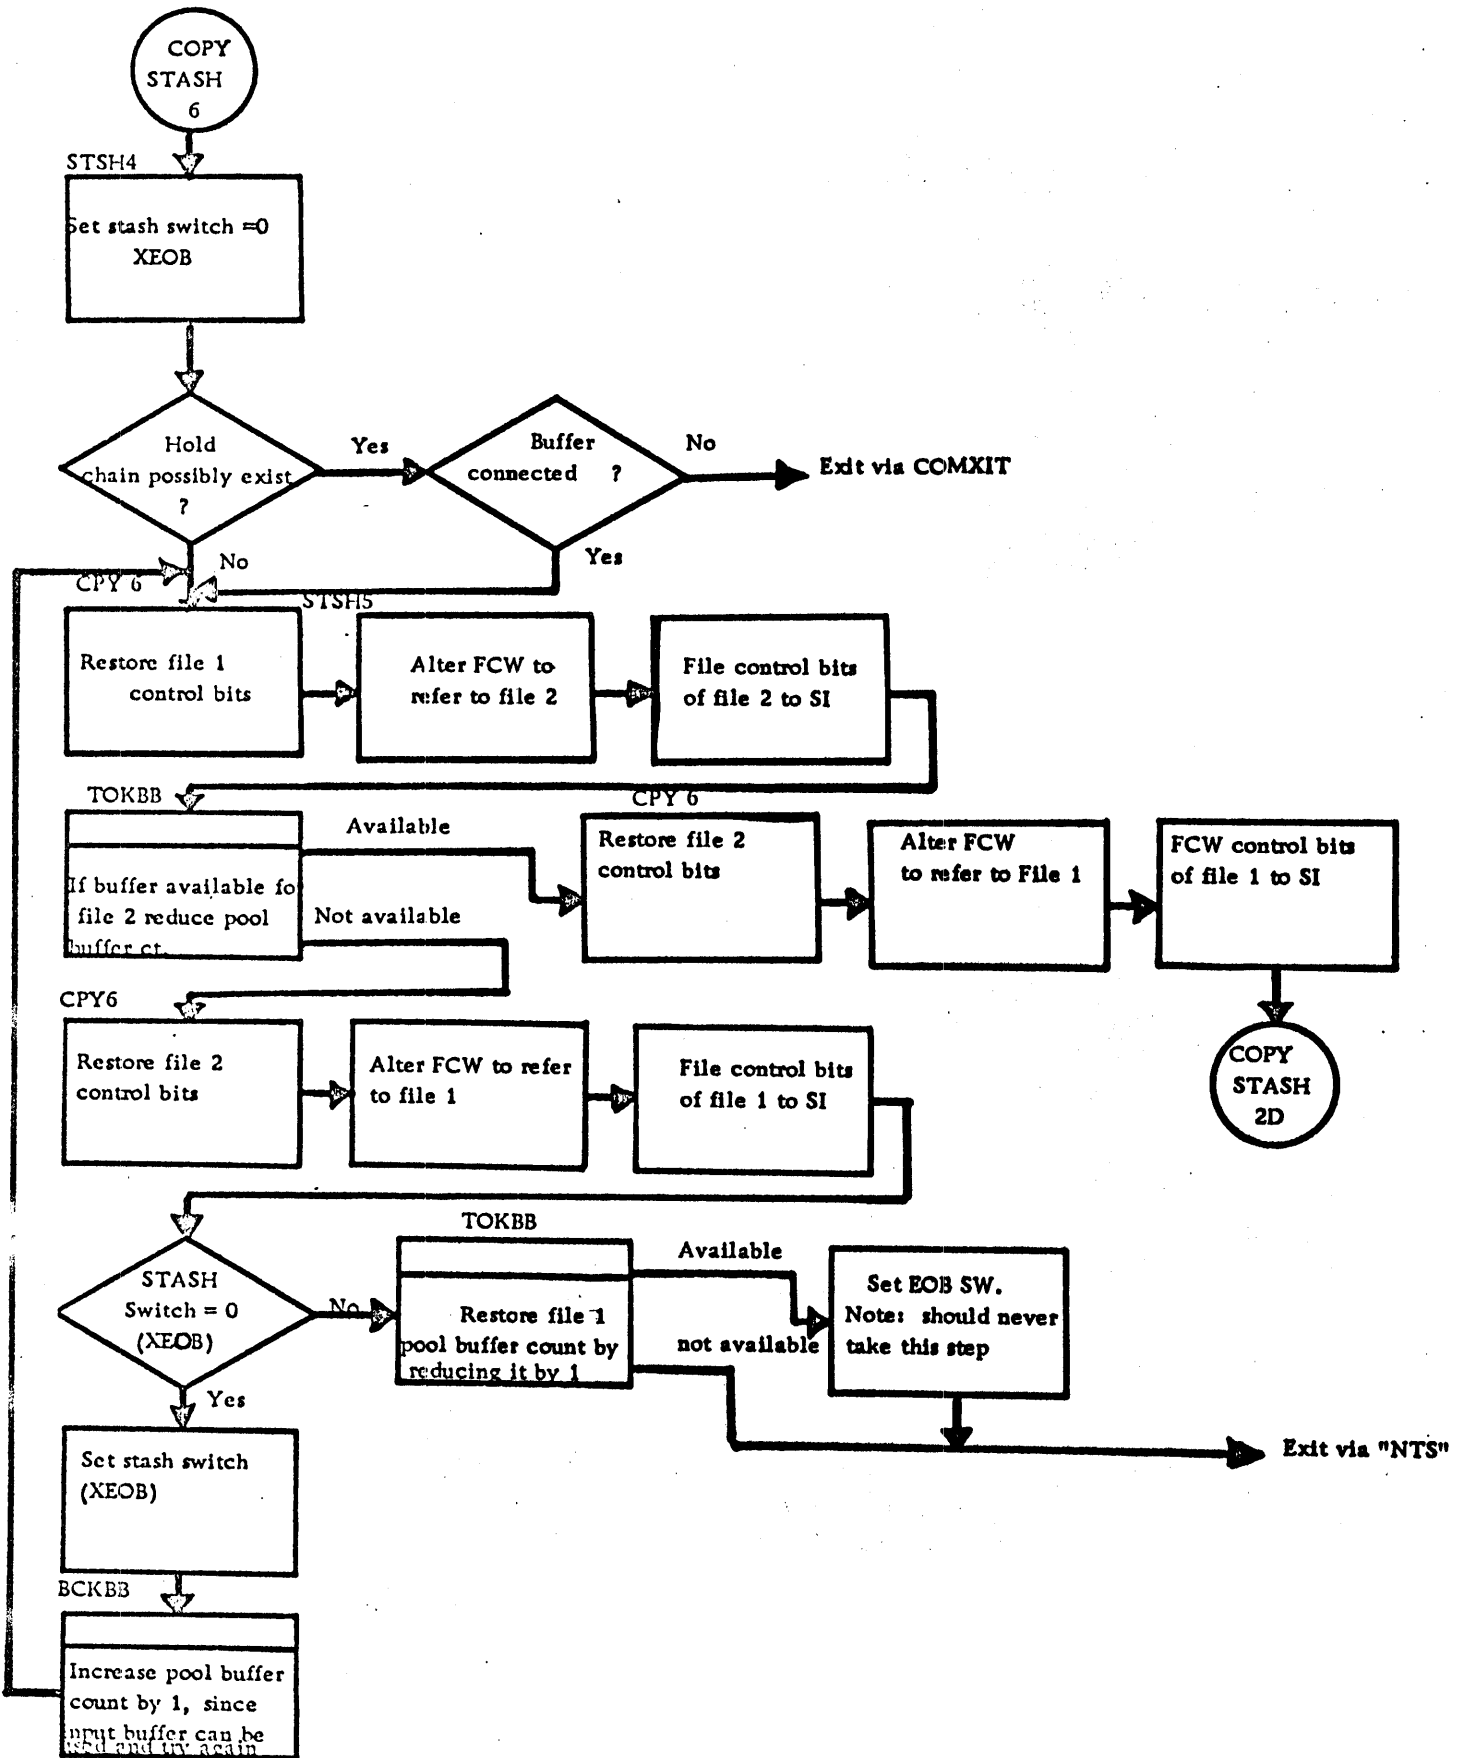 COPY
STASH
6
STSH4
Set stash switch =0
XEOB
Hold
chain possibly exist
?
Yes
Buffer
connected ?
No
Exit via COMXIT
No
Yes
CPY 6
STSH5
Restore file 1
control bits
Alter FCW to
refer to file 2
File control bits
of file 2 to SI
TOKBB
If buffer available fo
file 2 reduce pool
buffer ct.
Available
Not available
CPY 6
Restore file 2
control bits
Alter FCW
to refer to File 1
FCW control bits
of file 1 to SI
COPY
STASH
2D
CPY6
Restore file 2
control bits
Alter FCW to refer
to file 1
File control bits
of file 1 to SI
STASH
Switch = 0
(XEOB)
No
Yes
TOKBB
Restore file 1
pool buffer count by
reducing it by 1
Available
not available
Set EOB SW.
Note: should never
take this step
Exit via "NTS"
Set stash switch
(XEOB)
BCKBB
Increase pool buffer
count by 1, since
input buffer can be
used and try again